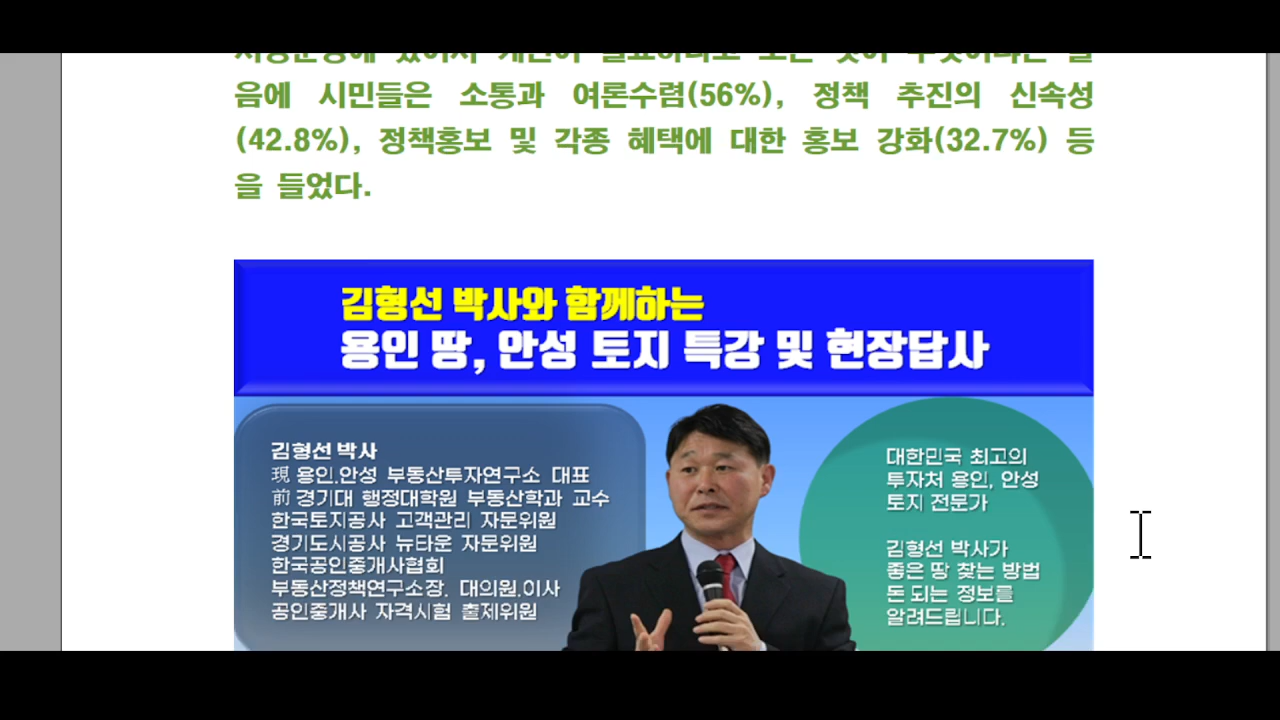 음에 시민들은 소통과 여론수렴(56%), 정책 추진의 신속성
(42.8%), 정책홍보 및 각종 혜택에 대한 홍보 강화(32.7%) 등
을 들었다.
김형선 박사와 함께하는
용인 땅, 안성 토지 특강 및 현장답사
김형선 박사
現 용인.안성 부동산투자연구소 대표
前 경기대 행정대학원 부동산학과 교수
한국토지공사 고객관리 자문위원
경기도시공사 뉴타운 자문위원
한국공인중개사협회
부동산정책연구소장. 대의원.이사
공인중개사 자격시험 출제위원
대한민국 최고의
투자처 용인, 안성
토지 전문가
김형선 박사가
좋은 땅 찾는 방법
돈 되는 정보를
알려드립니다.